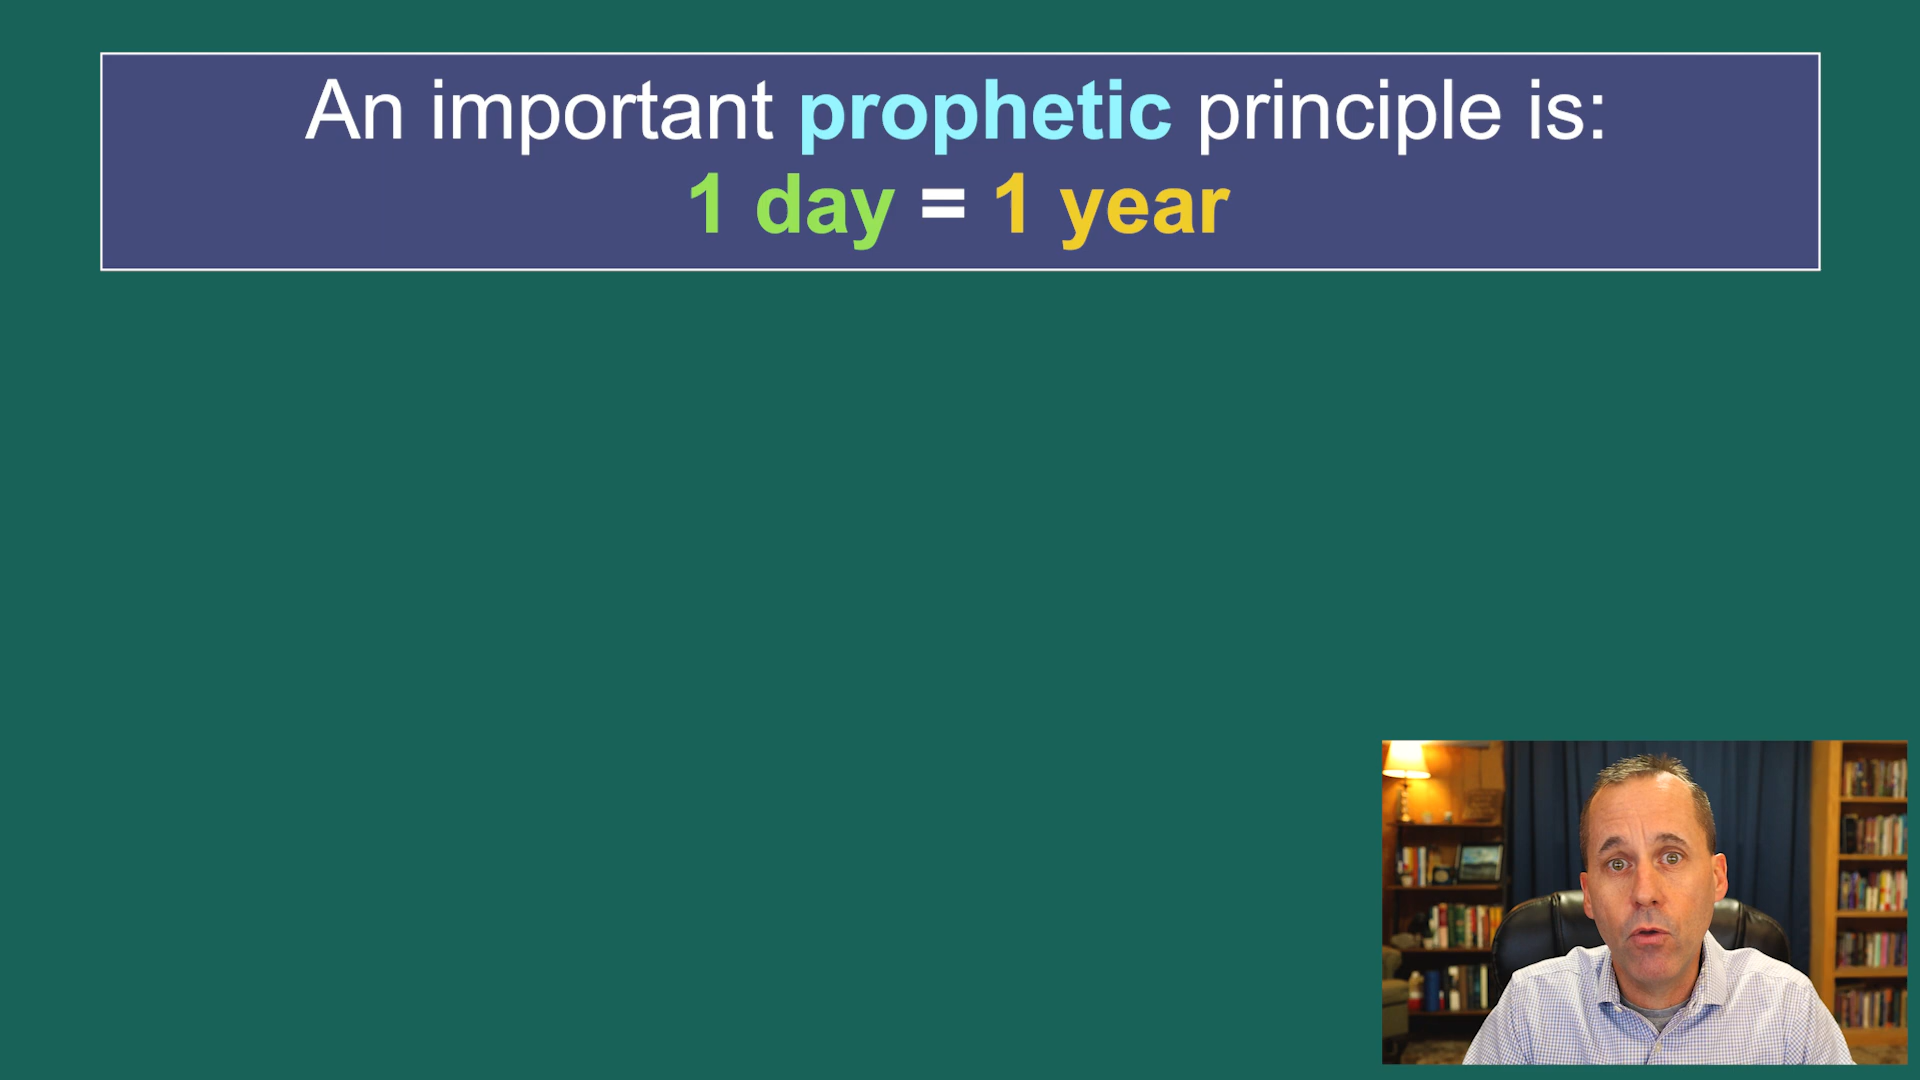 An important prophetic principle is:
1 day = 1 year